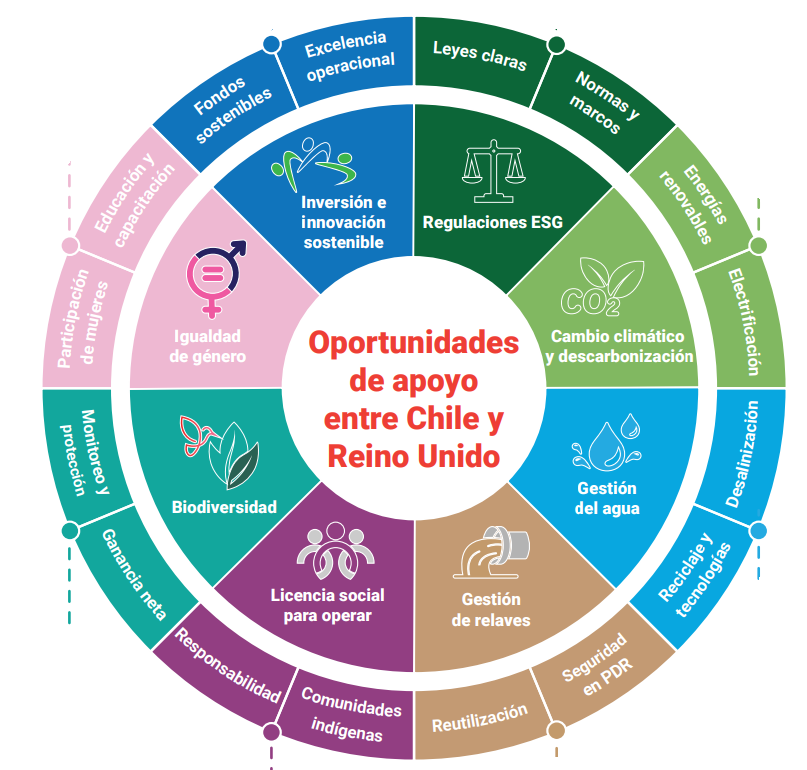 Excelencia
operacional
Leyes claras
Normas y
marcos
Energías
renovables
Electrificación
Desalinización
Reciclaje y
tecnologías
Seguridad
en PDR
Reutilización
Comunidades
indígenas
Responsabilidad
Ganancia neta
Monitoreo y
protección
Participación
de mujeres
Educación y
capacitación
Fondos
sostenibles
Inversión e
innovación
sostenible
Regulaciones ESG
CO2
Cambio climático
y descarbonización
Gestión
del agua
Gestión
de relaves
Licencia social
para operar
Biodiversidad
Igualdad
de género
Oportunidades
de apoyo
entre Chile y
Reino Unido